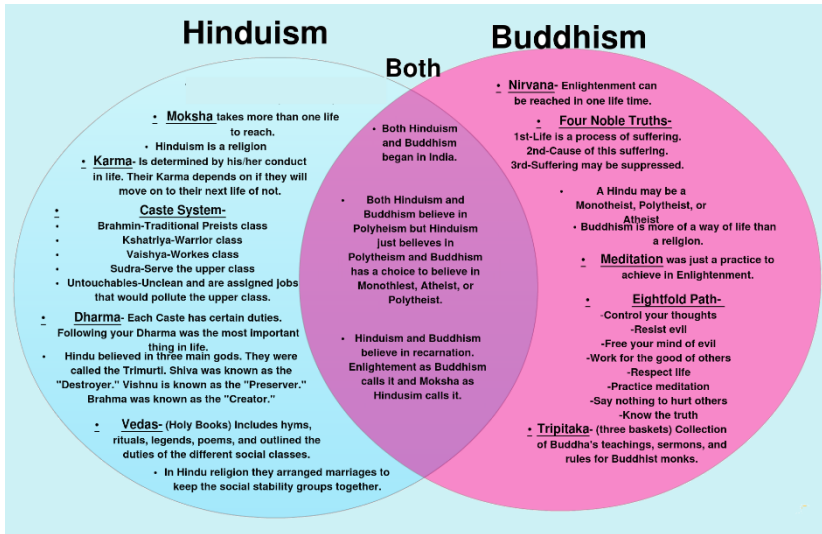 Hinduism
Buddhism
Both
• Moksha takes more than one life
to reach.
• Hinduism is a religion
• Karma- Is determined by his/her conduct
in life. Their Karma depends on if they will
move on to their next life of not.
• Caste System-
• Brahmin-Traditional Preists class
• Kshatriya-Warrior class
• Vaishya-Workes class
• Sudra-Serve the upper class
• Untouchables-Unclean and are assigned jobs
that would pollute the upper class.
• Dharma- Each Caste has certain duties.
Following your Dharma was the most important
thing in life.
• Hindu believed in three main gods. They were
called the Trimurti. Shiva was known as the
"Destroyer." Vishnu is known as the "Preserver."
Brahma was known as the "Creator."
• Vedas- (Holy Books) Includes hyms,
rituals, legends, poems, and outlined the
duties of the different social classes.
• In Hindu religion they arranged marriages to
keep the social stability groups together.
• Both Hinduism
and Buddhism
began in India.
• Both Hinduism and
Buddhism believe in
Polyheism but Hinduism
just believes in
Polytheism and Buddhism
has a choice to believe in
Monothiest, Atheist, or
Polytheist.
• Hinduism and Buddhism
believe in recarnation.
Enlightement as Buddhism
calls it and Moksha as
Hindusim calls it.
• Nirvana- Enlightenment can
be reached in one life time.
• Four Noble Truths-
1st-Life is a process of suffering.
2nd-Cause of this suffering.
3rd-Suffering may be suppressed.
• A Hindu may be a
Monotheist, Polytheist, or
Atheist
• Buddhism is more of a way of life than
a religion.
• Meditation was just a practice to
achieve in Enlightenment.
• Eightfold Path-
-Control your thoughts
-Resist evil
-Free your mind of evil
-Work for the good of others
-Respect life
-Practice meditation
-Say nothing to hurt others
-Know the truth
• Tripitaka- (three baskets) Collection
of Buddha's teachings, sermons, and
rules for Buddhist monks.